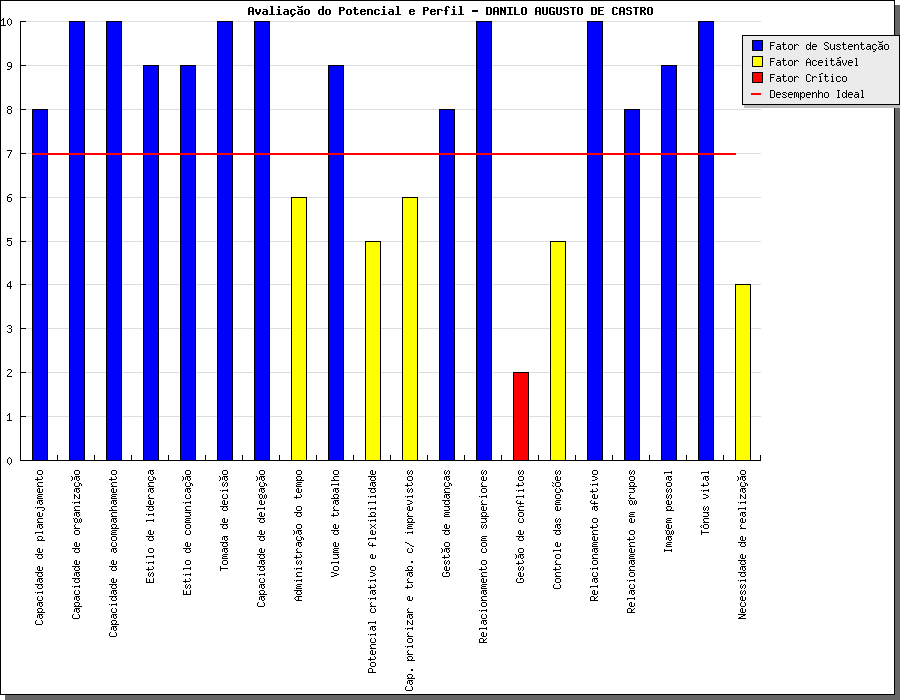 Avaliação do Potencial e Perfil - DANILO AUGUSTO DE CASTRO
Fator de Sustentação
Fator Aceitável
Fator Crítico
Desempenho Ideal
10
9
8
7
6
5
4
3
2
1
0
Capacidade de planejamento
Capacidade de organização
Capacidade de acompanhamento
Estilo de liderança
Estilo de comunicação
Tomada de decisão
Capacidade de delegação
Administração do tempo
Volume de trabalho
Potencial criativo e flexibilidade
Cap. priorizar e trab. c/ imprevistos
Gestão de mudanças
Relacionamento com superiores
Gestão de conflitos
Controle das emoções
Relacionamento afetivo
Relacionamento em grupos
Imagem pessoal
Tônus vital
Necessidade de realização